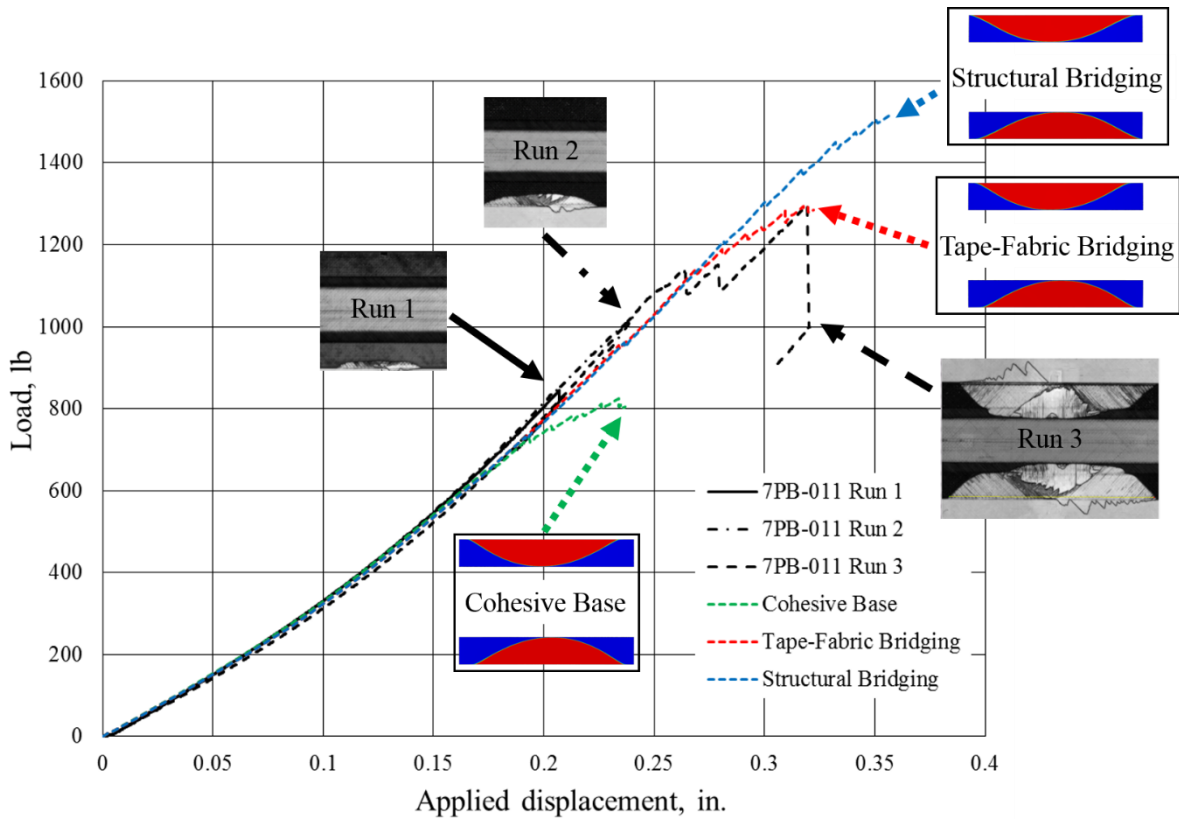 Structural Bridging
1600
1400
1200
1000
800
600
400
200
0
Load, lb
Run 2
Run 1
Tape-Fabric Bridging
Run 3
Cohesive Base
7PB-011 Run 1
7PB-011 Run 2
7PB-011 Run 3
Cohesive Base
Tape-Fabric Bridging
Structural Bridging
0 0.05 0.1 0.15 0.2 0.25 0.3 0.35 0.4
Applied displacement, in.